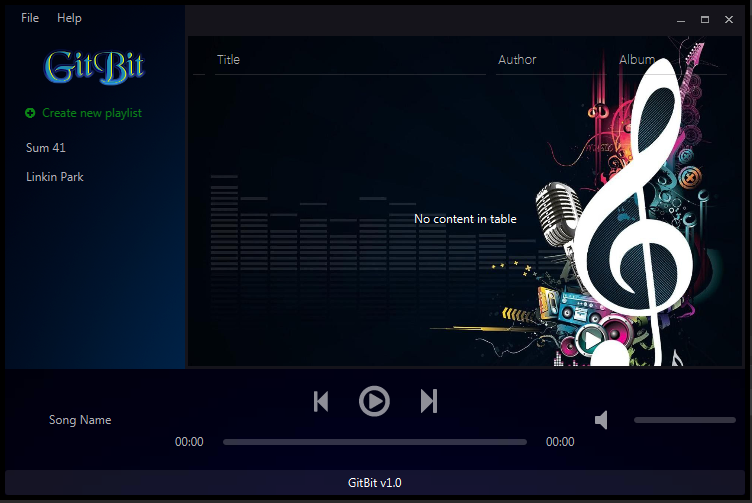 File Help
GitBit
Create new playlist
Sum 41
Linkin Park
Title Author Album
MUSIC
No content in table
Song Name
00:00 00:00
GitBit v1.0